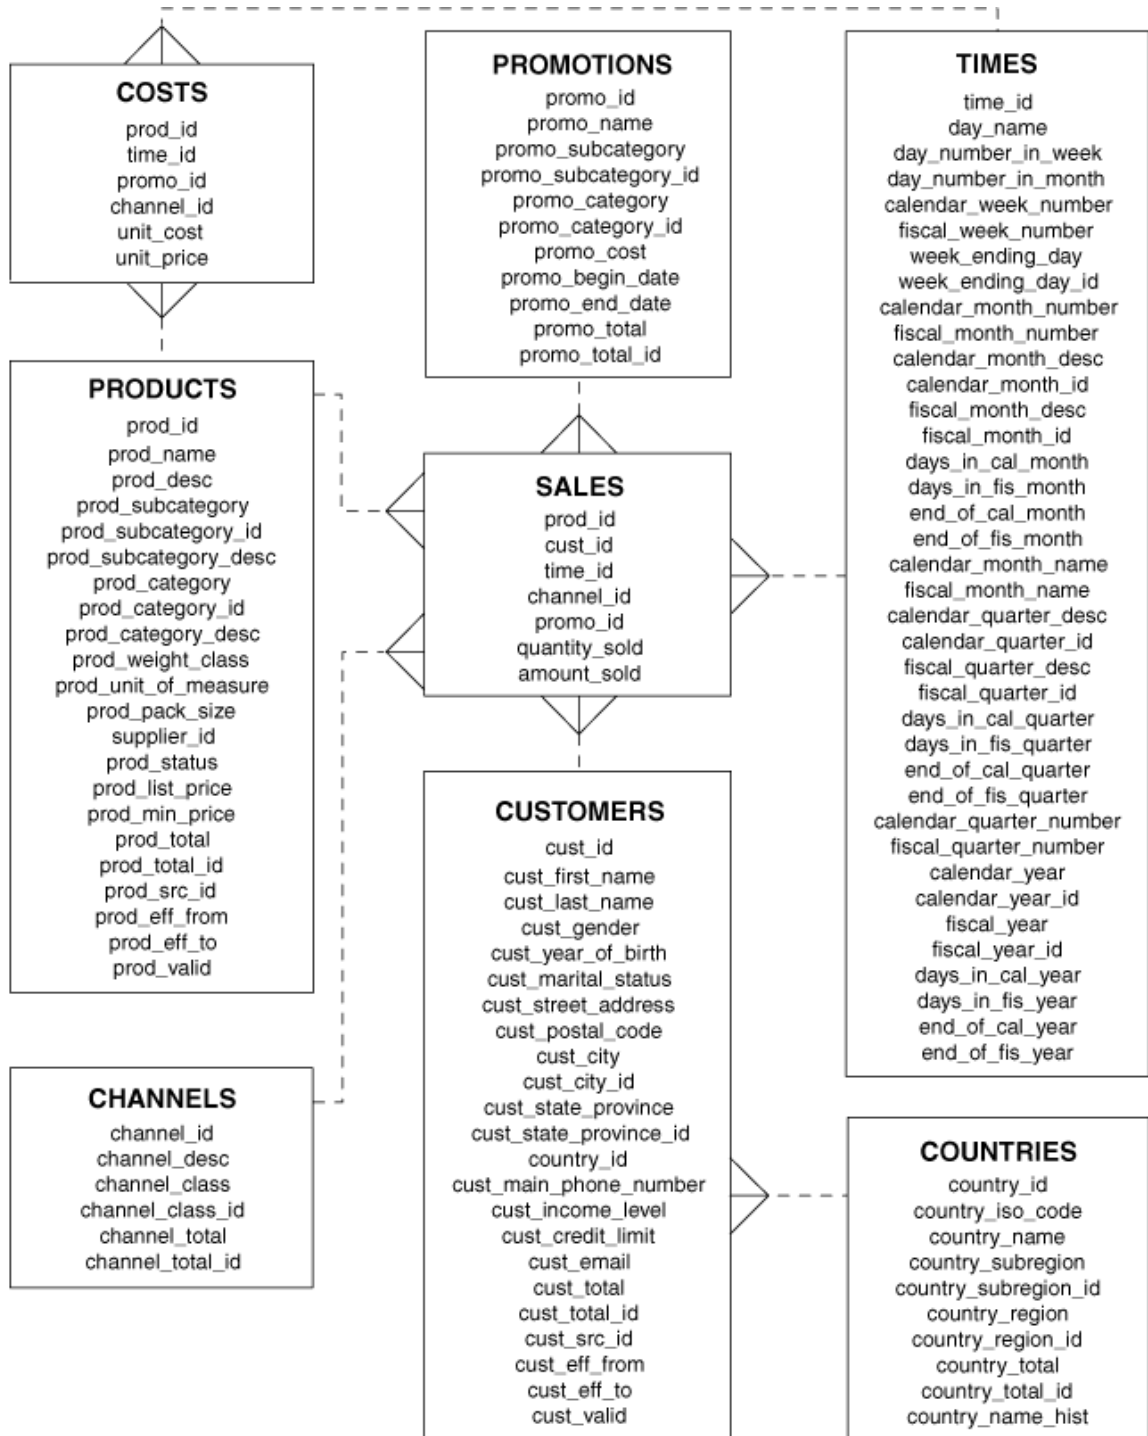 COSTS
prod_id
time_id
promo_id
channel_id
unit_cost
unit_price
PROMOTIONS
promo_id
promo_name
promo_subcategory
promo_subcategory_id
promo_category
promo_category_id
promo_cost
promo_begin_date
promo_end_date
promo_total
promo_total_id
TIMES
time_id
day_name
day_number_in_week
day_number_in_month
calendar_week_number
fiscal_week_number
week_ending_day
week_ending_day_id
calendar_month_number
fiscal_month_number
calendar_month_desc
calendar_month_id
fiscal_month_desc
fiscal_month_id
days_in_cal_month
days_in_fis_month
end_of_cal_month
end_of_fis_month
calendar_month_name
fiscal_month_name
calendar_quarter_desc
calendar_quarter_id
fiscal_quarter_desc
fiscal_quarter_id
days_in_cal_quarter
days_in_fis_quarter
end_of_cal_quarter
end_of_fis_quarter
calendar_quarter_number
fiscal_quarter_number
calendar_year
calendar_year_id
fiscal_year
fiscal_year_id
days_in_cal_year
days_in_fis_year
end_of_cal_year
end_of_fis_year
PRODUCTS
prod_id
prod_name
prod_desc
prod_subcategory
prod_subcategory_id
prod_subcategory_desc
prod_category
prod_category_id
prod_category_desc
prod_weight_class
prod_unit_of_measure
prod_pack_size
supplier_id
prod_status
prod_list_price
prod_min_price
prod_total
prod_total_id
prod_src_id
prod_eff_from
prod_eff_to
prod_valid
SALES
prod_id
cust_id
time_id
channel_id
promo_id
quantity_sold
amount_sold
CUSTOMERS
cust_id
cust_first_name
cust_last_name
cust_gender
cust_year_of_birth
cust_marital_status
cust_street_address
cust_postal_code
cust_city
cust_city_id
cust_state_province
cust_state_province_id
country_id
cust_main_phone_number
cust_income_level
cust_credit_limit
cust_email
cust_total
cust_total_id
cust_src_id
cust_eff_from
cust_eff_to
cust_valid
CHANNELS
channel_id
channel_desc
channel_class
channel_class_id
channel_total
channel_total_id
COUNTRIES
country_id
country_iso_code
country_name
country_subregion
country_subregion_id
country_region
country_region_id
country_total
country_total_id
country_name_hist